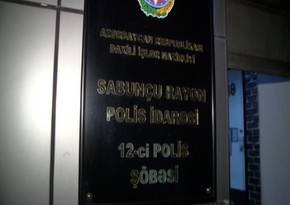 AZƏRBAYCAN RESPUBLİKASI
DAXİLİ İŞLƏR NAZİRLİYİ
SABUNÇU RAYON
POLİS İDARƏSİ
12-ci POLİS
ŞÖBƏSİ